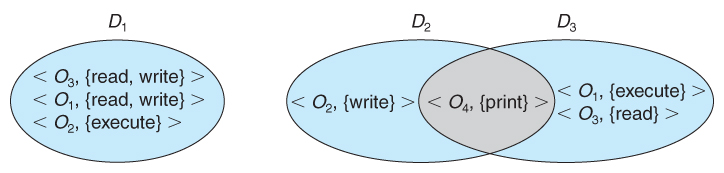 D₁
< O₃, {read, write} >
< O₁, {read, write} >
< O₂, {execute} >
D₂
D₃
< O₂, {write} >
< O₄, {print} >
< O₁, {execute} >
< O₃, {read} >